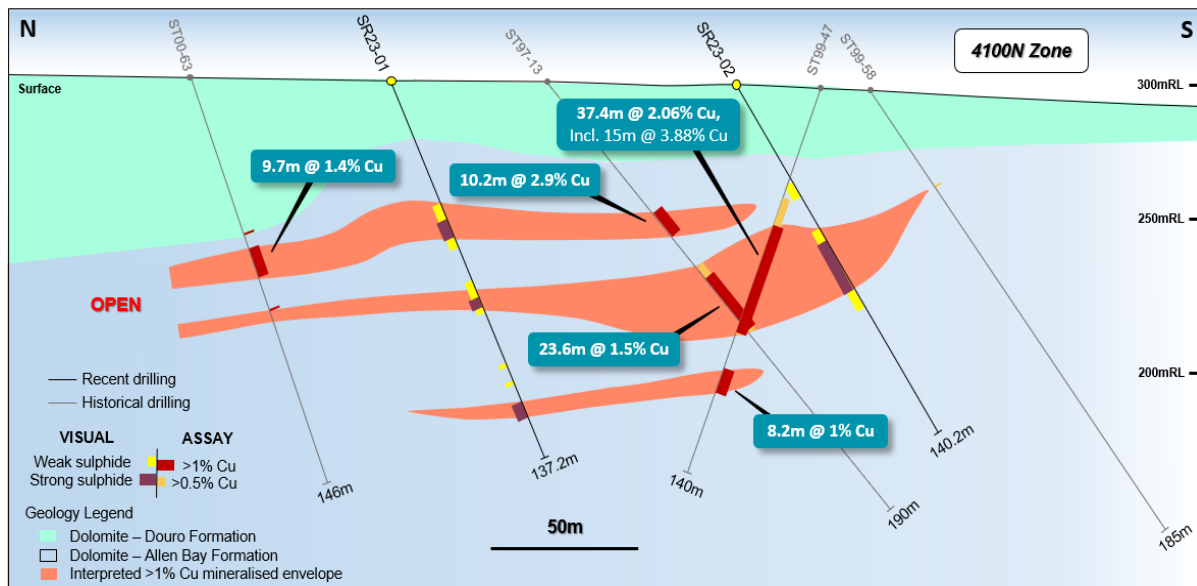 N
S
ST00-63
SR23-01
ST97-13
SR23-02
ST99-47
ST99-58
4100N Zone
Surface
300mRL
37.4m @ 2.06% Cu,
Incl. 15m @ 3.88% Cu
9.7m @ 1.4% Cu
10.2m @ 2.9% Cu
250mRL
OPEN
23.6m @ 1.5% Cu
200mRL
Recent drilling
Historical drilling
8.2m @ 1% Cu
VISUAL ASSAY
Weak sulphide >1% Cu
Strong sulphide >0.5% Cu
146m
137.2m
140m
190m
140.2m
185m
Geology Legend
Dolomite – Douro Formation
Dolomite – Allen Bay Formation
Interpreted >1% Cu mineralised envelope
50m